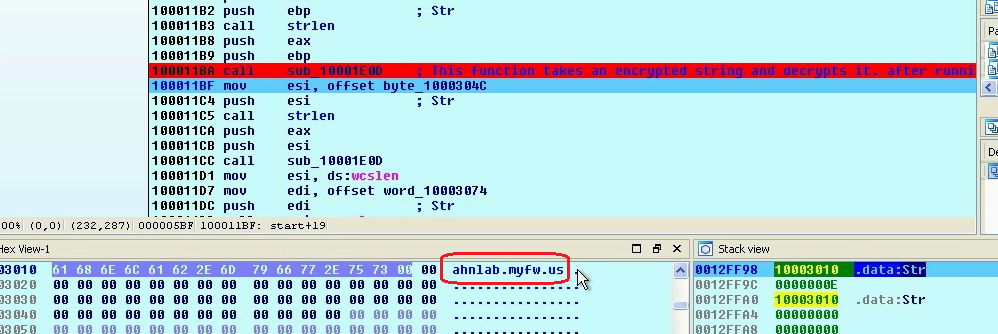 100011B2 push ebp ; Str
100011B3 call strlen
100011B8 push eax
100011B9 push ebp
100011BA call sub_10001E0D ; This function takes an encrypted string and decrypts it. after runni
100011BF mov esi, offset byte_1000304C
100011C4 push esi ; Str
100011C5 call strlen
100011CA push eax
100011CB push esi
100011CC call sub_10001E0D
100011D1 mov esi, ds:wcslen
100011D7 mov edi, offset word_10003074
100011DC push edi ; Str
Pa
De
00% (0,0) (232,287) 000005BF 100011BF: start+19
Hex View-1
03010 61 68 6E 6C 61 62 2E 6D 79 66 77 2E 75 73 00 00 ahnlab.myfw.us..
03020 00 00 00 00 00 00 00 00 00 00 00 00 00 00 00 00 ................
03030 00 00 00 00 00 00 00 00 00 00 00 00 00 00 00 00 ................
03040 00 00 00 00 00 00 00 00 00 00 00 00 00 00 00 00 ................
03050 00 00 00 00 00 00 00 00 00 00 00 00 00 00 00 00
Stack view
0012FF98 10003010 .data:Str
0012FF9C 0000000E
0012FFA0 10003010 .data:Str
0012FFA4 00000000
0012FFA8 00000000